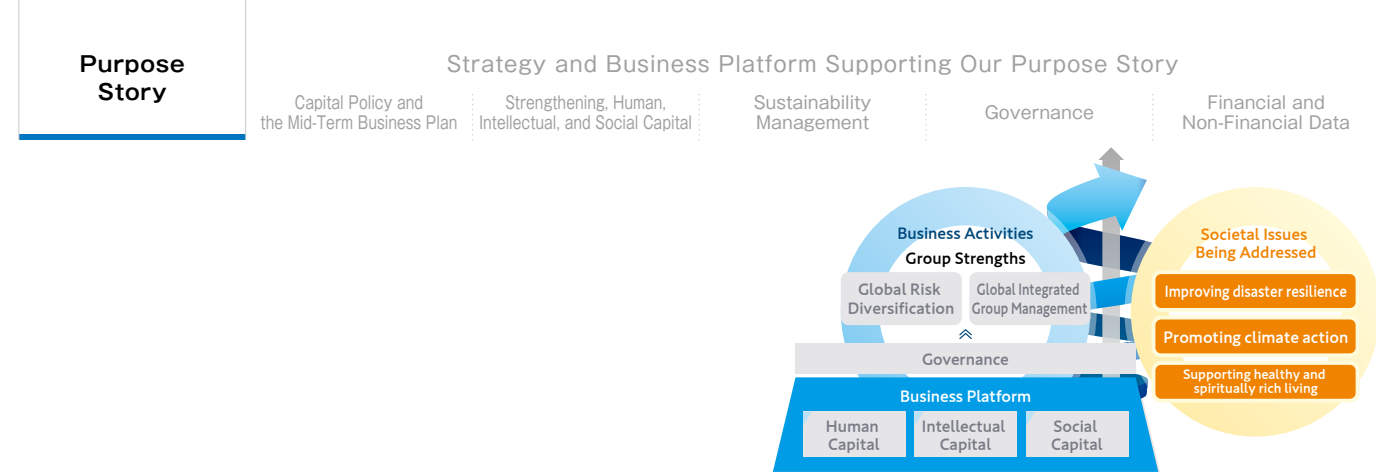 Purpose
Story
Strategy and Business Platform Supporting Our Purpose Story
Capital Policy and
the Mid-Term Business Plan
Strengthening, Human,
Intellectual, and Social Capital
Sustainability
Management
Governance
Financial and
Non-Financial Data
Business Activities
Group Strengths
Global Risk
Diversification
Global Integrated
Group Management
Governance
Business Platform
Human
Capital
Intellectual
Capital
Social
Capital
Societal Issues
Being Addressed
Improving disaster resilience
Promoting climate action
Supporting healthy and
spiritually rich living